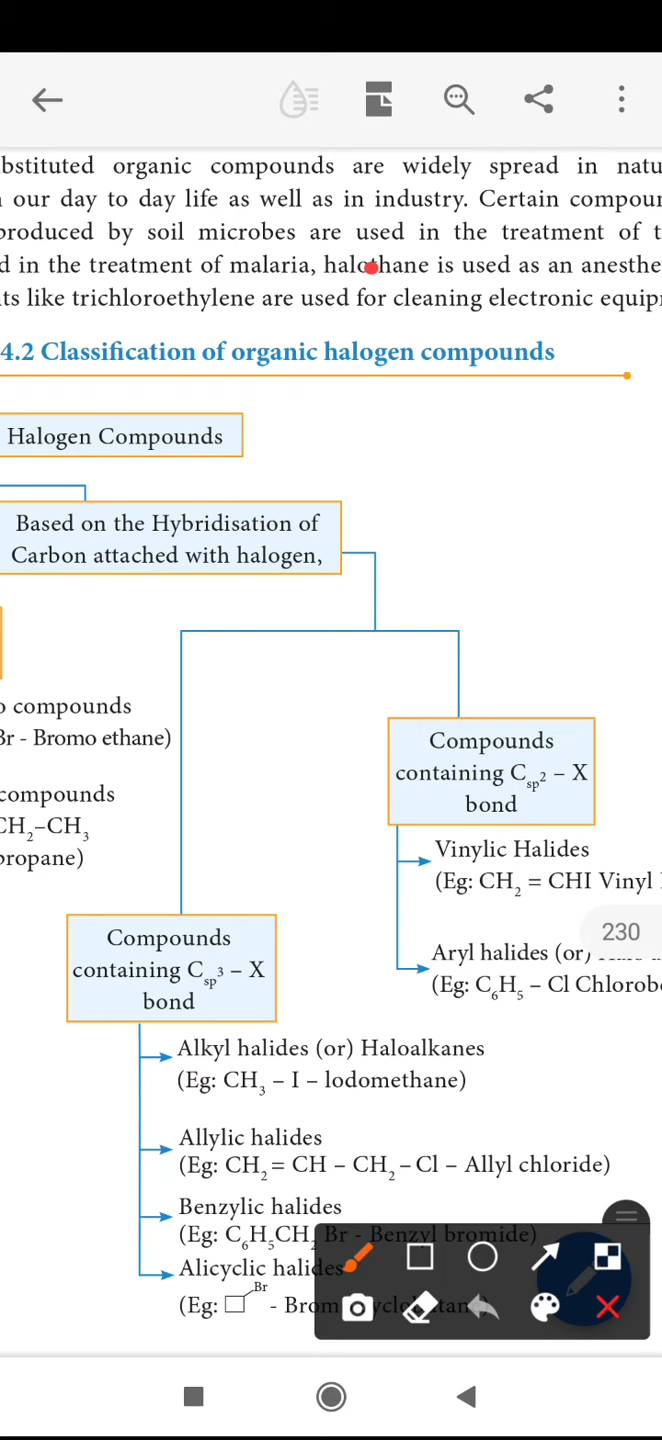 bstituted organic compounds are widely spread in natu
our day to day life as well as in industry. Certain compoun
produced by soil microbes are used in the treatment of t
d in the treatment of malaria, halothane is used as an anesthe
ts like trichloroethylene are used for cleaning electronic equip
4.2 Classification of organic halogen compounds
Halogen Compounds
Based on the Hybridisation of
Carbon attached with halogen,
o compounds
Br - Bromo ethane)
compounds
CH₂–CH₃
propane)
Compounds
containing C sp² – X
bond
Vinylic Halides
(Eg: CH₂ = CHI Vinyl
230
Aryl halides (or)
(Eg: C₆H₅ – Cl Chlorob
Compounds
containing C sp³ – X
bond
Alkyl halides (or) Haloalkanes
(Eg: CH₃ – I – lodomethane)
Allylic halides
(Eg: CH₂ = CH – CH₂ – Cl – Allyl chloride)
Benzylic halides
(Eg: C₆H₅CH₂ Br - Benzyl bromide)
Alicyclic halides
Br
(Eg: - Brom